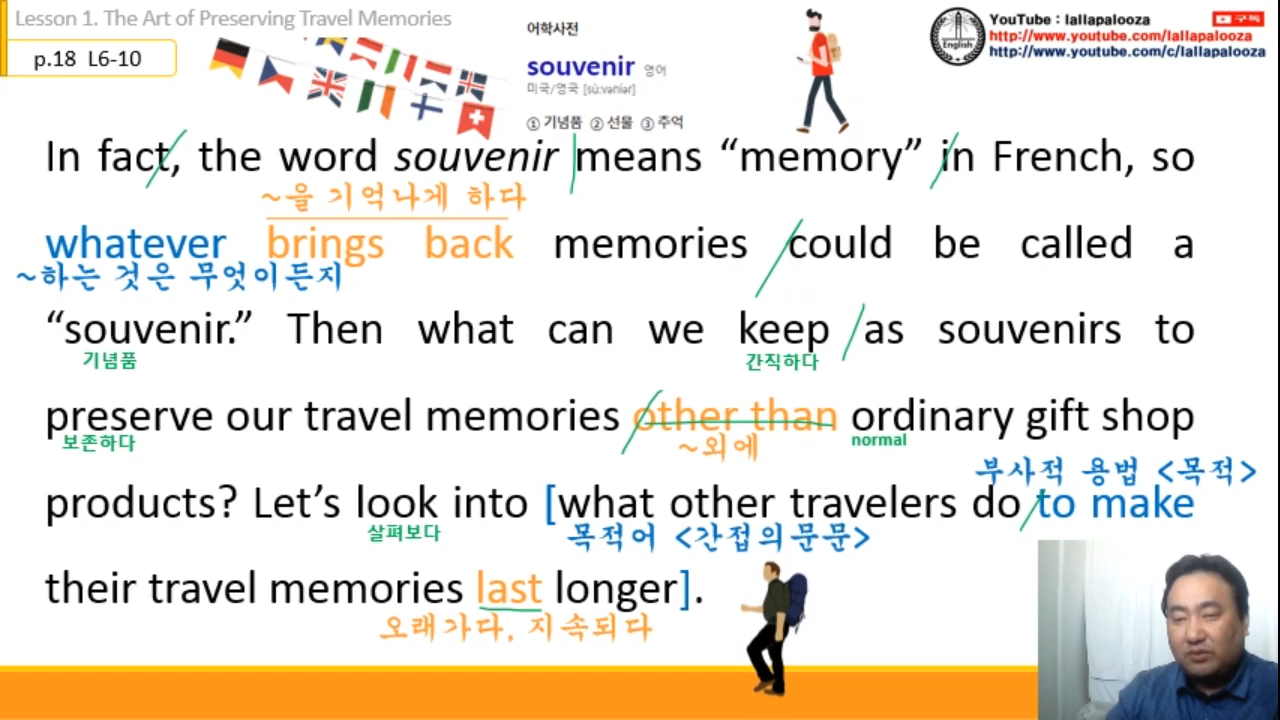 Lesson 1. The Art of Preserving Travel Memories
p.18 L6-10
어학사전
souvenir 영어
미국/영국 [sùːvəníər]
① 기념품 ② 선물 ③ 추억
English
YouTube : lallapalooza
구독
http://www.youtube.com/lallapalooza
http://www.youtube.com/c/lallapalooza
In fact, the word souvenir means “memory” in French, so
~을 기억나게 하다
whatever brings back memories could be called a
~하는 것은 무엇이든지
“souvenir.” Then what can we keep as souvenirs to
기념품 간직하다
preserve our travel memories other than ordinary gift shop
보존하다 ~외에 normal
부사적 용법 <목적>
products? Let’s look into [what other travelers do to make
살펴보다 목적어 <간접의문문>
their travel memories last longer].
오래가다, 지속되다